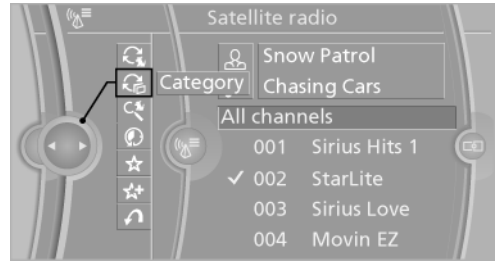 Satellite radio
Snow Patrol
Category
Chasing Cars
All channels
001 Sirius Hits 1
✓ 002 StarLite
003 Sirius Love
004 Movin EZ